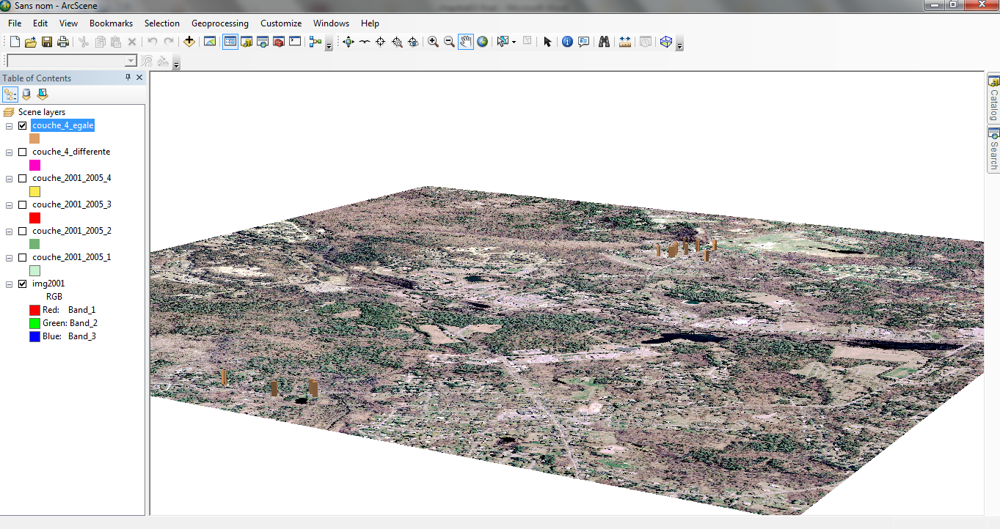 Sans nom - ArcScene
File Edit View Bookmarks Selection Geoprocessing Customize Windows Help
Table of Contents
Scene layers
couche_4_egale
couche_4_differente
couche_2001_2005_4
couche_2001_2005_3
couche_2001_2005_2
couche_2001_2005_1
img2001
RGB
Red: Band_1
Green: Band_2
Blue: Band_3
Catalog
Search